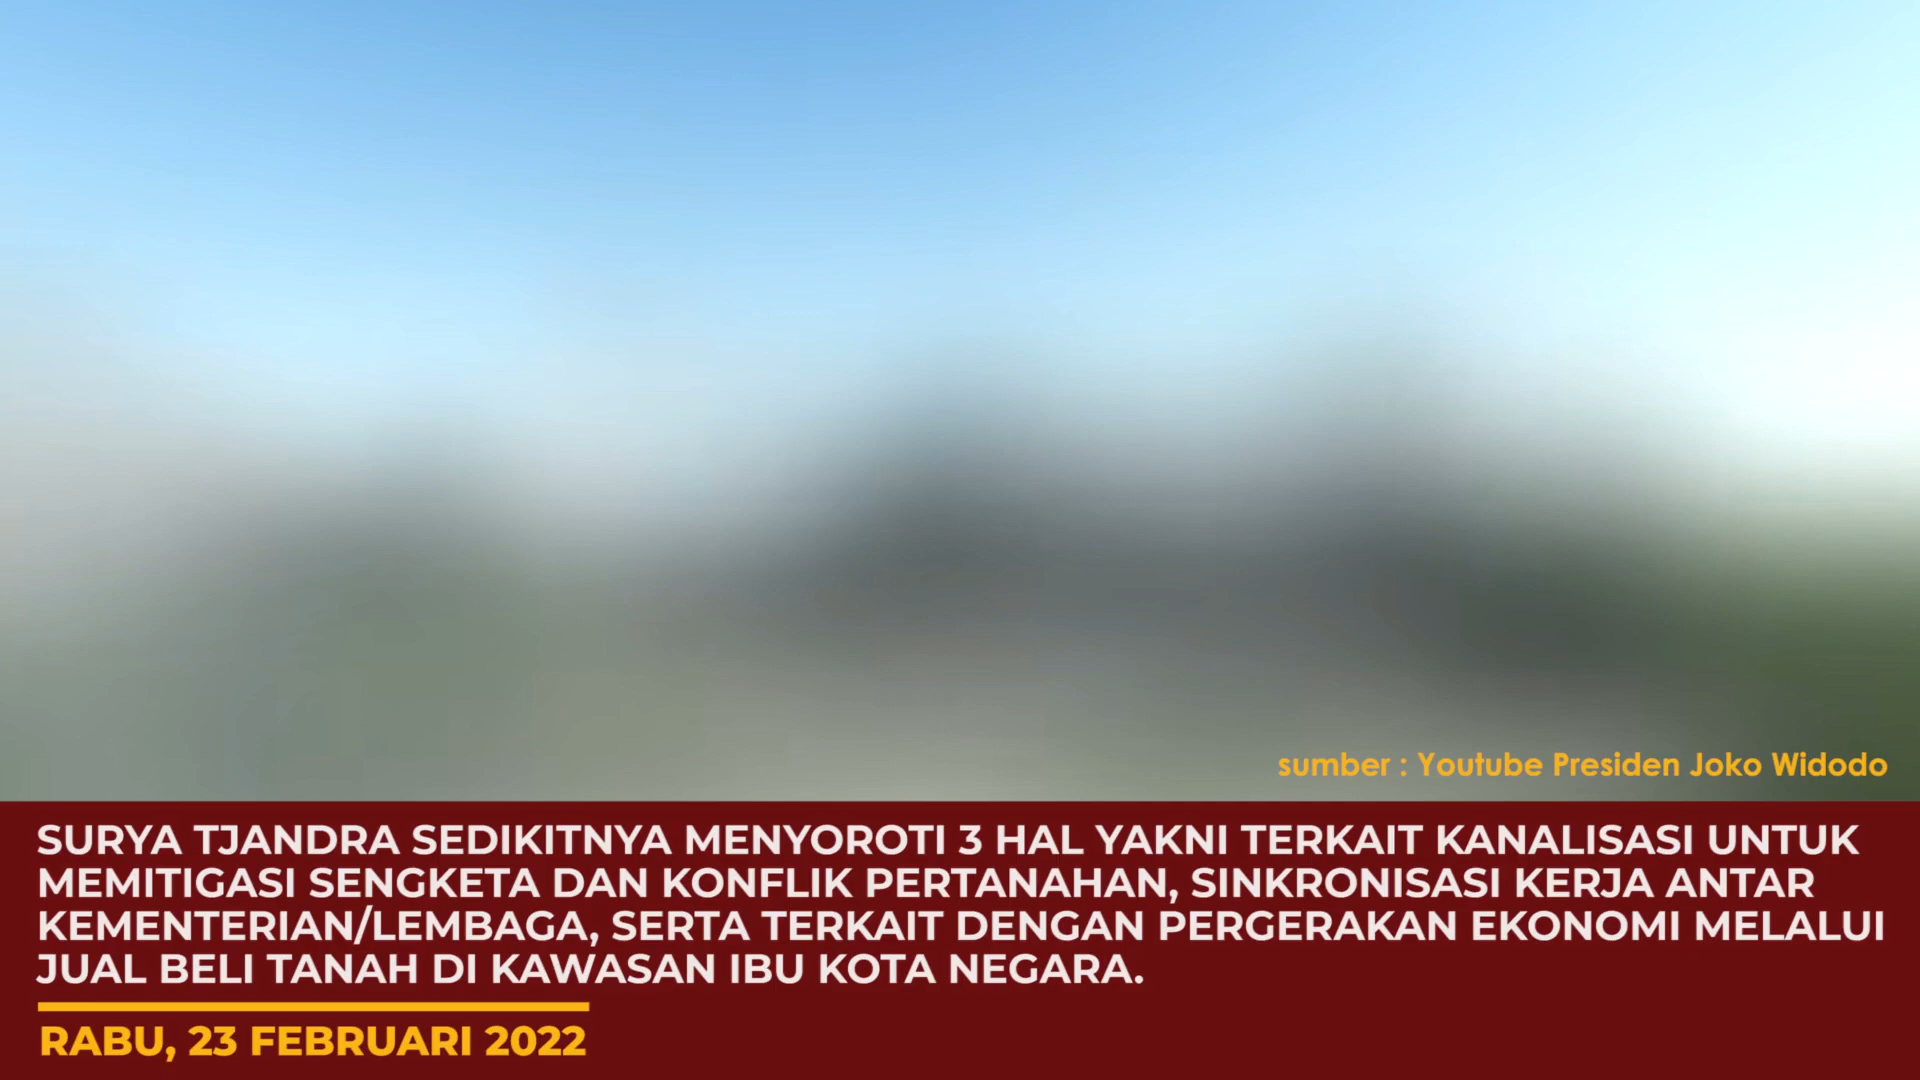 sumber : Youtube Presiden Joko Widodo
SURYA TJANDRA SEDIKITNYA MENYOROTI 3 HAL YAKNI TERKAIT KANALISASI UNTUK
MEMITIGASI SENGKETA DAN KONFLIK PERTANAHAN, SINKRONISASI KERJA ANTAR
KEMENTERIAN/LEMBAGA, SERTA TERKAIT DENGAN PERGERAKAN EKONOMI MELALUI
JUAL BELI TANAH DI KAWASAN IBU KOTA NEGARA.
RABU, 23 FEBRUARI 2022